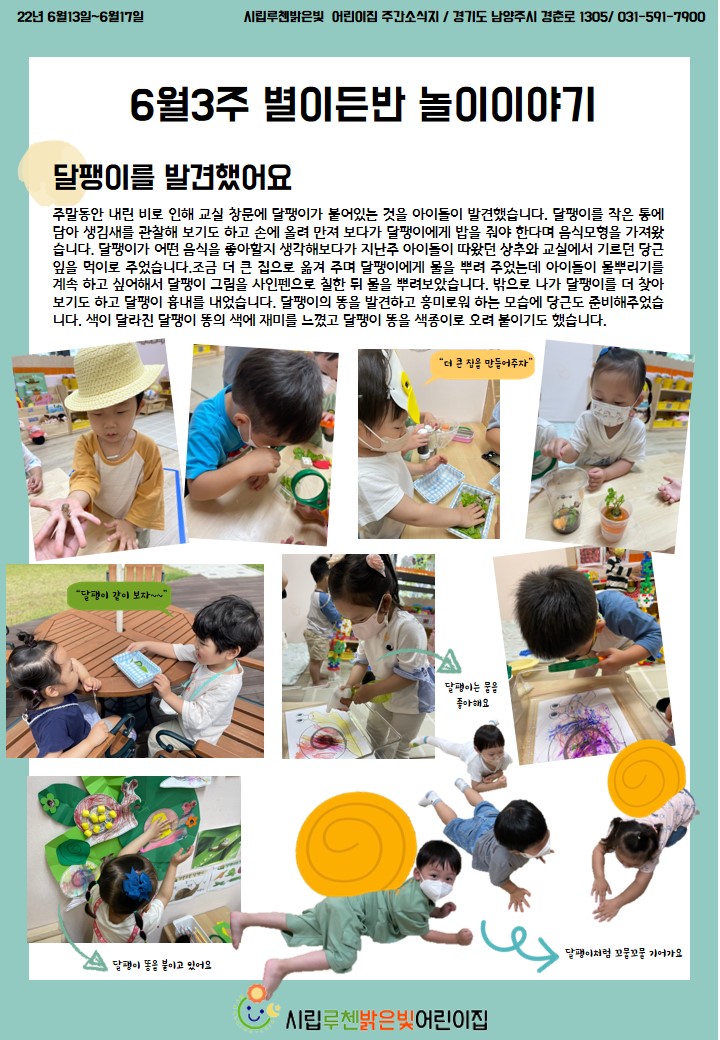 22년 6월13일~6월17일
시립루첸밝은빛 어린이집 주간소식지 / 경기도 남양주시 경춘로 1305/ 031-591-7900
6월3주 별이든반 놀이이야기
달팽이를 발견했어요
주말동안 내린 비로 인해 교실 창문에 달팽이가 붙어있는 것을 아이들이 발견했습니다. 달팽이를 작은 통에
담아 생김새를 관찰해 보기도 하고 손에 올려 만져 보다가 달팽이에게 밥을 줘야 한다며 음식모형을 가져왔
습니다. 달팽이가 어떤 음식을 좋아할지 생각해보다가 지난주 아이들이 따왔던 상추와 교실에서 기르던 당근
잎을 먹이로 주었습니다.조금 더 큰 집으로 옮겨 주며 달팽이에게 물을 뿌려 주었는데 아이들이 물뿌리기를
계속 하고 싶어해서 달팽이 그림을 사인펜으로 칠한 뒤 물을 뿌려보았습니다. 밖으로 나가 달팽이를 더 찾아
보기도 하고 달팽이 흉내를 내었습니다. 달팽이의 똥을 발견하고 흥미로워 하는 모습에 당근도 준비해주었습
니다. 색이 달라진 달팽이 똥의 색에 재미를 느꼈고 달팽이 똥을 색종이로 오려 붙이기도 했습니다.
“더 큰 집을 만들어주자”
“달팽이 같이 보자~~”
달팽이는 물을
좋아해요
달팽이 똥을 붙이고 있어요
달팽이처럼 꼬물꼬물 기어가요
시립루첸밝은빛어린이집